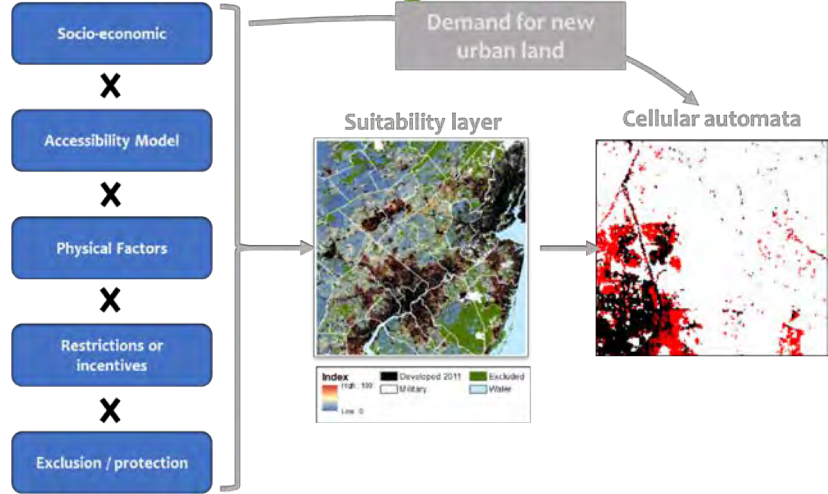 Socio-economic
X
Accessibility Model
X
Physical Factors
X
Restrictions or
incentives
X
Exclusion / protection
Demand for new
urban land
Suitability layer
Cellular automata
Index
High : 100
Low : 0
Developed 2011
Excluded
Military
Water